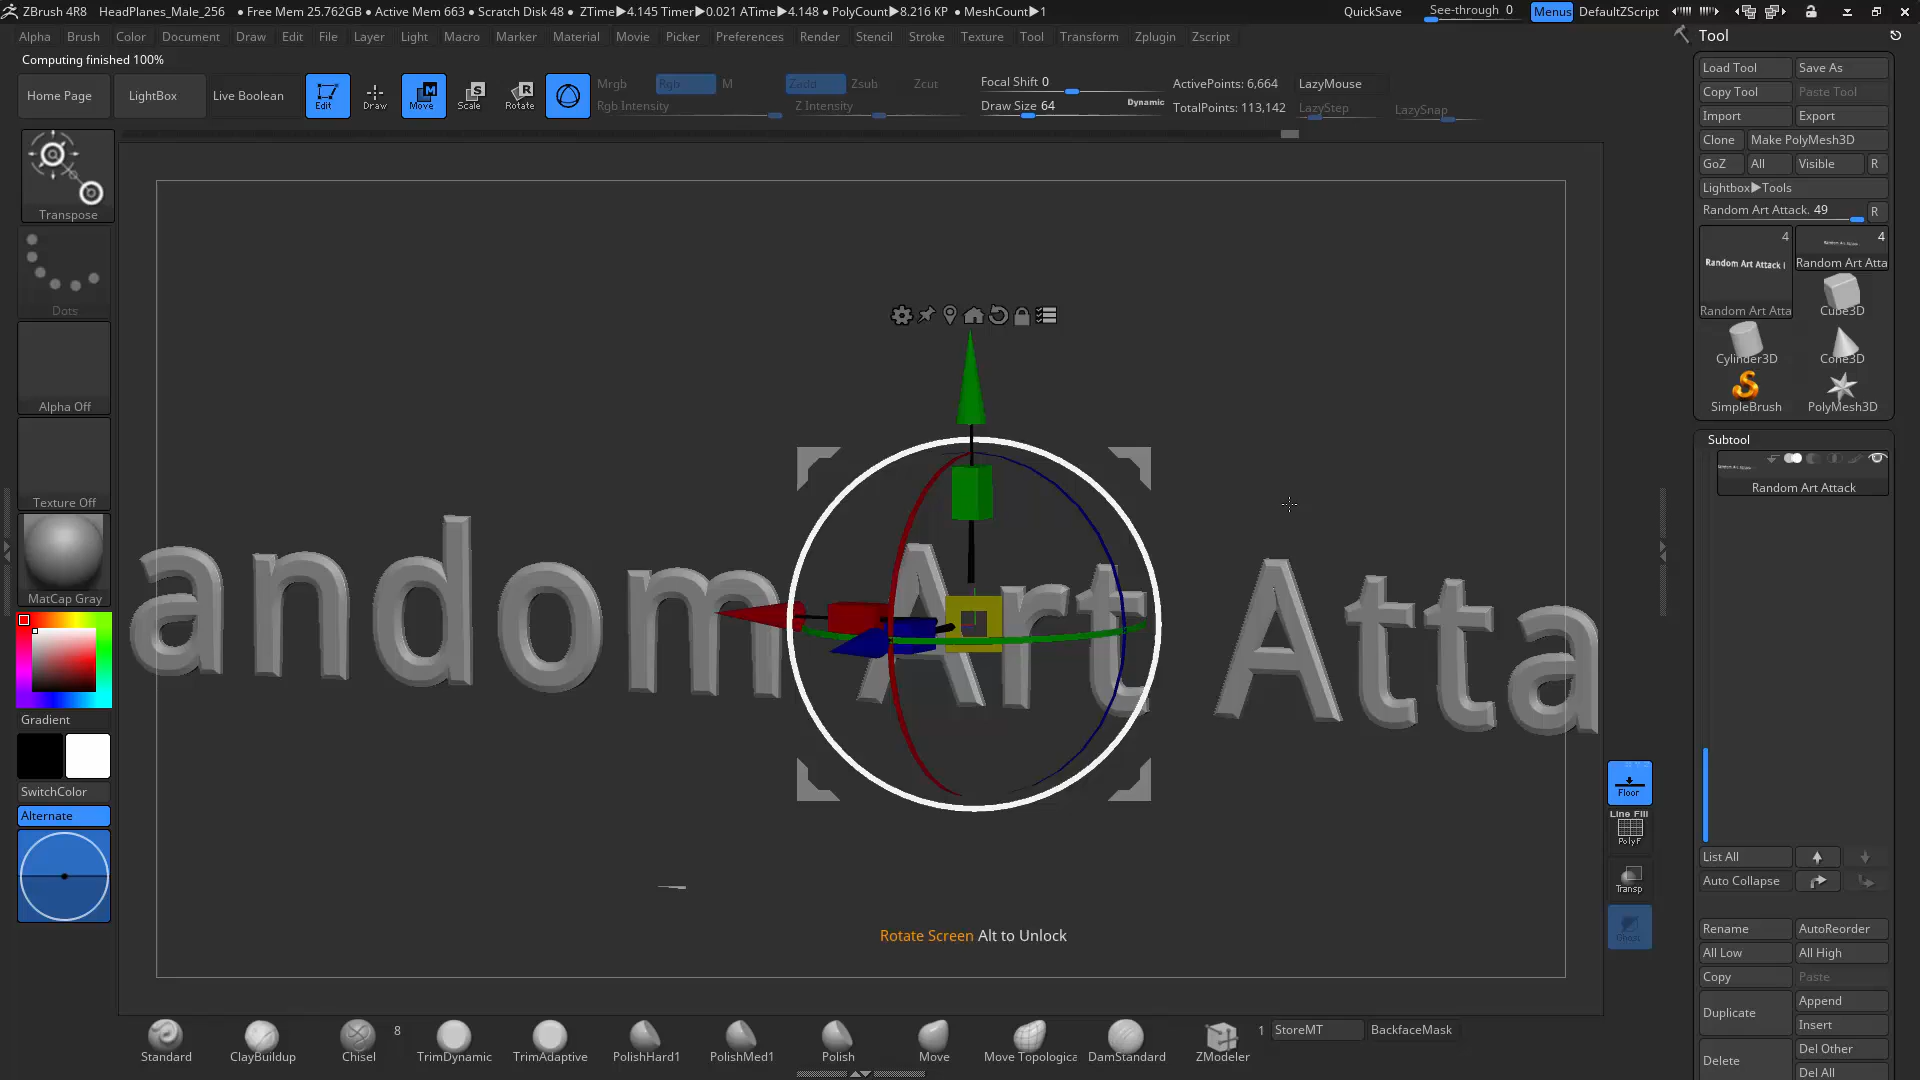 ZBrush 4R8 HeadPlanes_Male_256 • Free Mem 25.762GB • Active Mem 663 • Scratch Disk 48 • ZTime▶4.145 Timer▶0.021 ATime▶4.148 • PolyCount▶8.216 KP • MeshCount▶1 QuickSave See-through 0 Menus DefaultZScript
Alpha Brush Color Document Draw Edit File Layer Light Macro Marker Material Movie Picker Preferences Render Stencil Stroke Texture Tool Transform Zplugin Zscript
Computing finished 100%
Home Page LightBox Live Boolean Edit Draw Move Scale Rotate
Mrgb Rgb M Zadd Zsub Zcut
Rgb Intensity Z Intensity
Focal Shift 0
Draw Size 64 Dynamic
ActivePoints: 6,664
TotalPoints: 113,142
LazyMouse
LazyStep LazySnap
Transpose
Dots
Alpha Off
Texture Off
MatCap Gray
Gradient
SwitchColor
Alternate
andom Art Atta
Rotate Screen Alt to Unlock
Floor
Line Fill
PolyF
Transp
Standard ClayBuildup Chisel 8 TrimDynamic TrimAdaptive PolishHard1 PolishMed1 Polish Move Move Topologica DamStandard ZModeler 1 StoreMT BackfaceMask
Tool
Load Tool Save As
Copy Tool Paste Tool
Import Export
Clone Make PolyMesh3D
GoZ All Visible R
Lightbox▶Tools
Random Art Attack. 49 R
4 4
Random Art Attack I Random Art Atta
Random Art Atta Cube3D
Cylinder3D Cone3D
SimpleBrush PolyMesh3D
Subtool
Random Art Attack
List All
Auto Collapse
Rename AutoReorder
All Low All High
Copy Paste
Duplicate Append
Insert
Delete Del Other
Del All